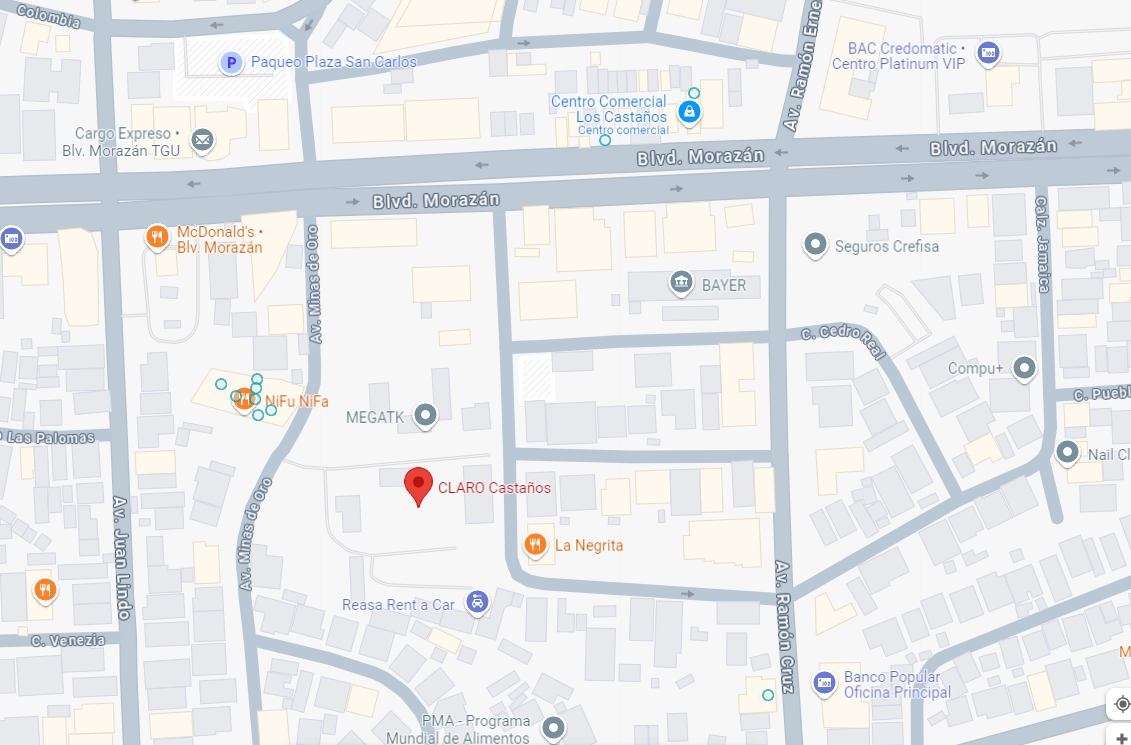 Colombia
Av. Ramón Erne
P Paqueo Plaza San Carlos
BAC Credomatic •
Centro Platinum VIP
Centro Comercial
Los Castaños
Centro comercial
Cargo Expreso •
Blv. Morazán TGU
Blvd. Morazán
Blvd. Morazán
Blvd. Morazán
McDonald's •
Blv. Morazán
Av. Minas de Oro
Seguros Crefisa
Calz. Jamaica
BAYER
C. Cedro Real
Compu+
C. Puebl
NiFu NiFa
MEGATK
Las Palomas
Nail Cl
CLARO Castaños
Av. Minas de Oro
Av. Juan Lindo
La Negrita
Av. Ramón Cruz
Reasa Rent a Car
C. Venezia
M
Banco Popular
Oficina Principal
PMA - Programa
Mundial de Alimentos